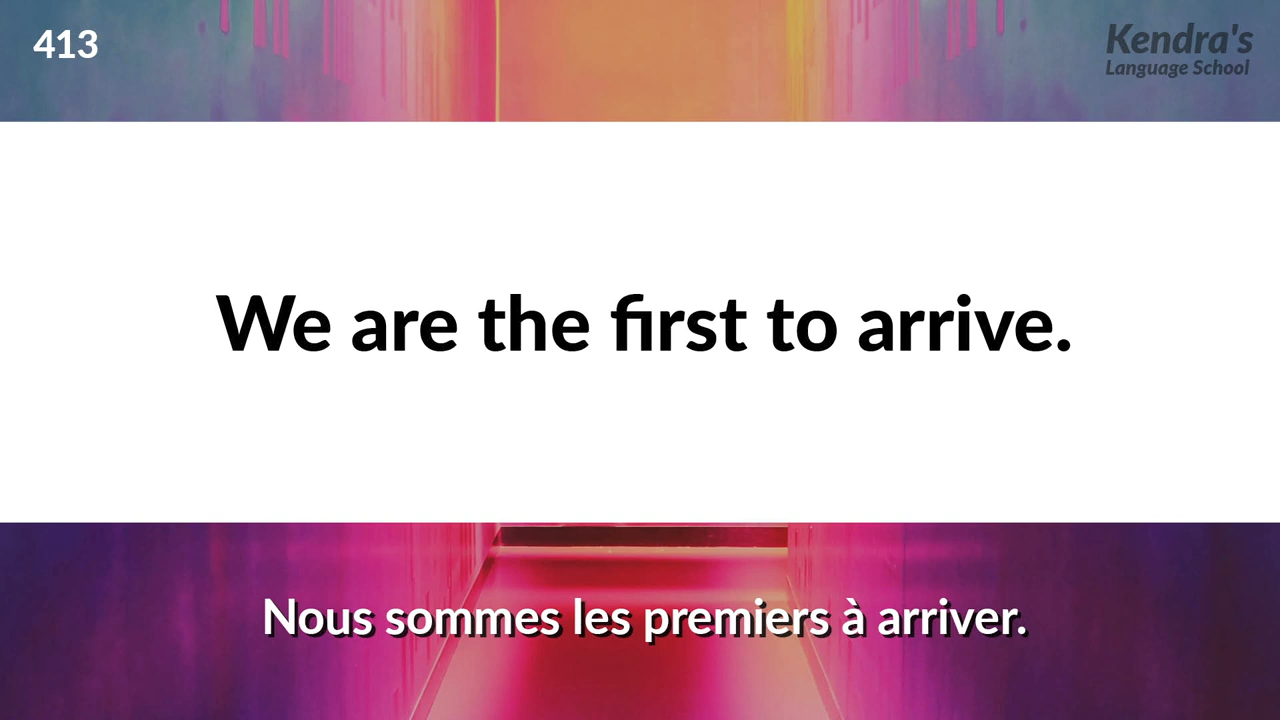 413
Kendra's
Language School
We are the first to arrive.
Nous sommes les premiers à arriver.